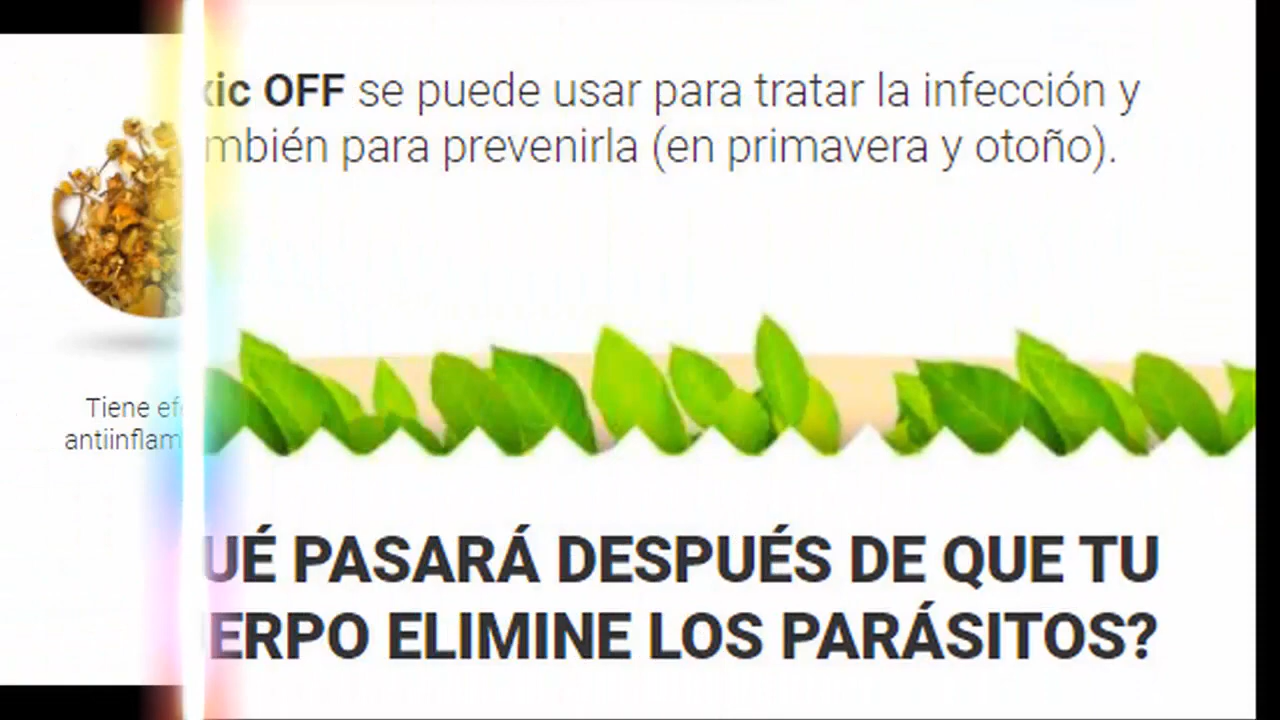 xic OFF se puede usar para tratar la infección y
mbién para prevenirla (en primavera y otoño).
Tiene ef
antiinflam
UÉ PASARÁ DESPUÉS DE QUE TU
ERPO ELIMINE LOS PARÁSITOS?